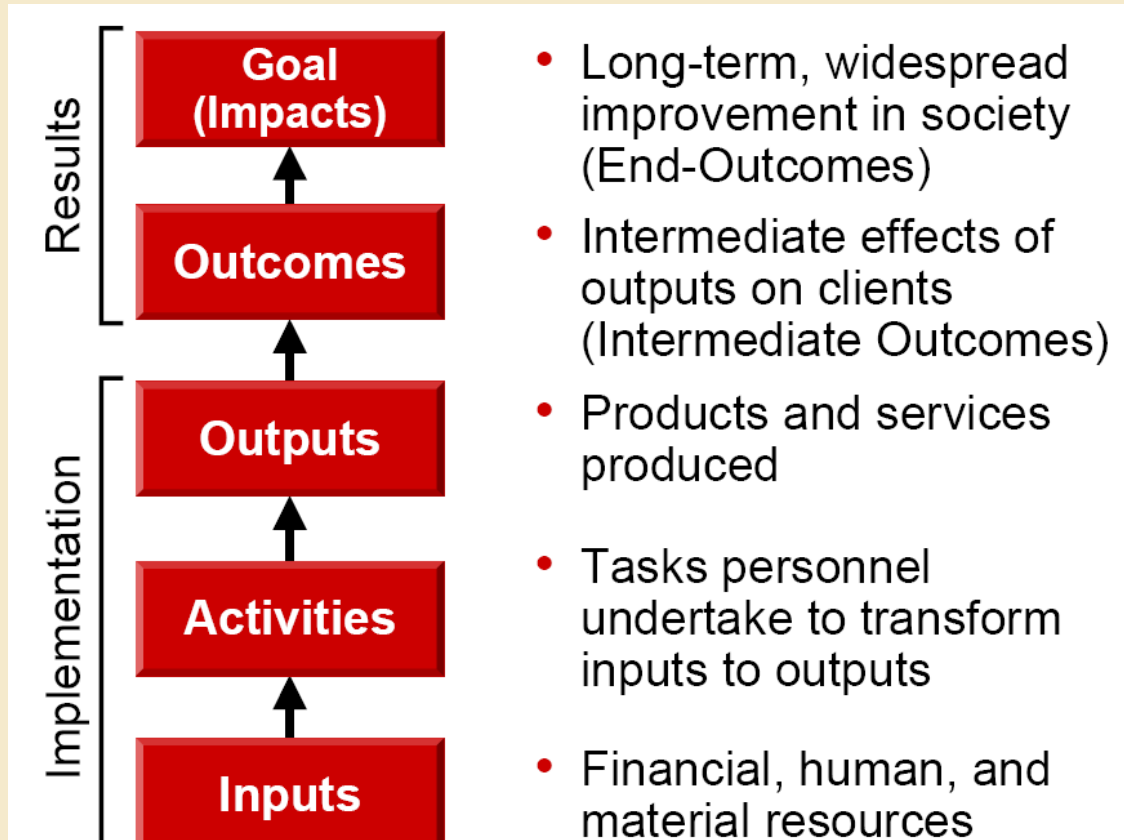 Results
Goal
(Impacts)
• Long-term, widespread
improvement in society
(End-Outcomes)
Outcomes
• Intermediate effects of
outputs on clients
(Intermediate Outcomes)
Implementation
Outputs
• Products and services
produced
Activities
• Tasks personnel
undertake to transform
inputs to outputs
Inputs
• Financial, human, and
material resources